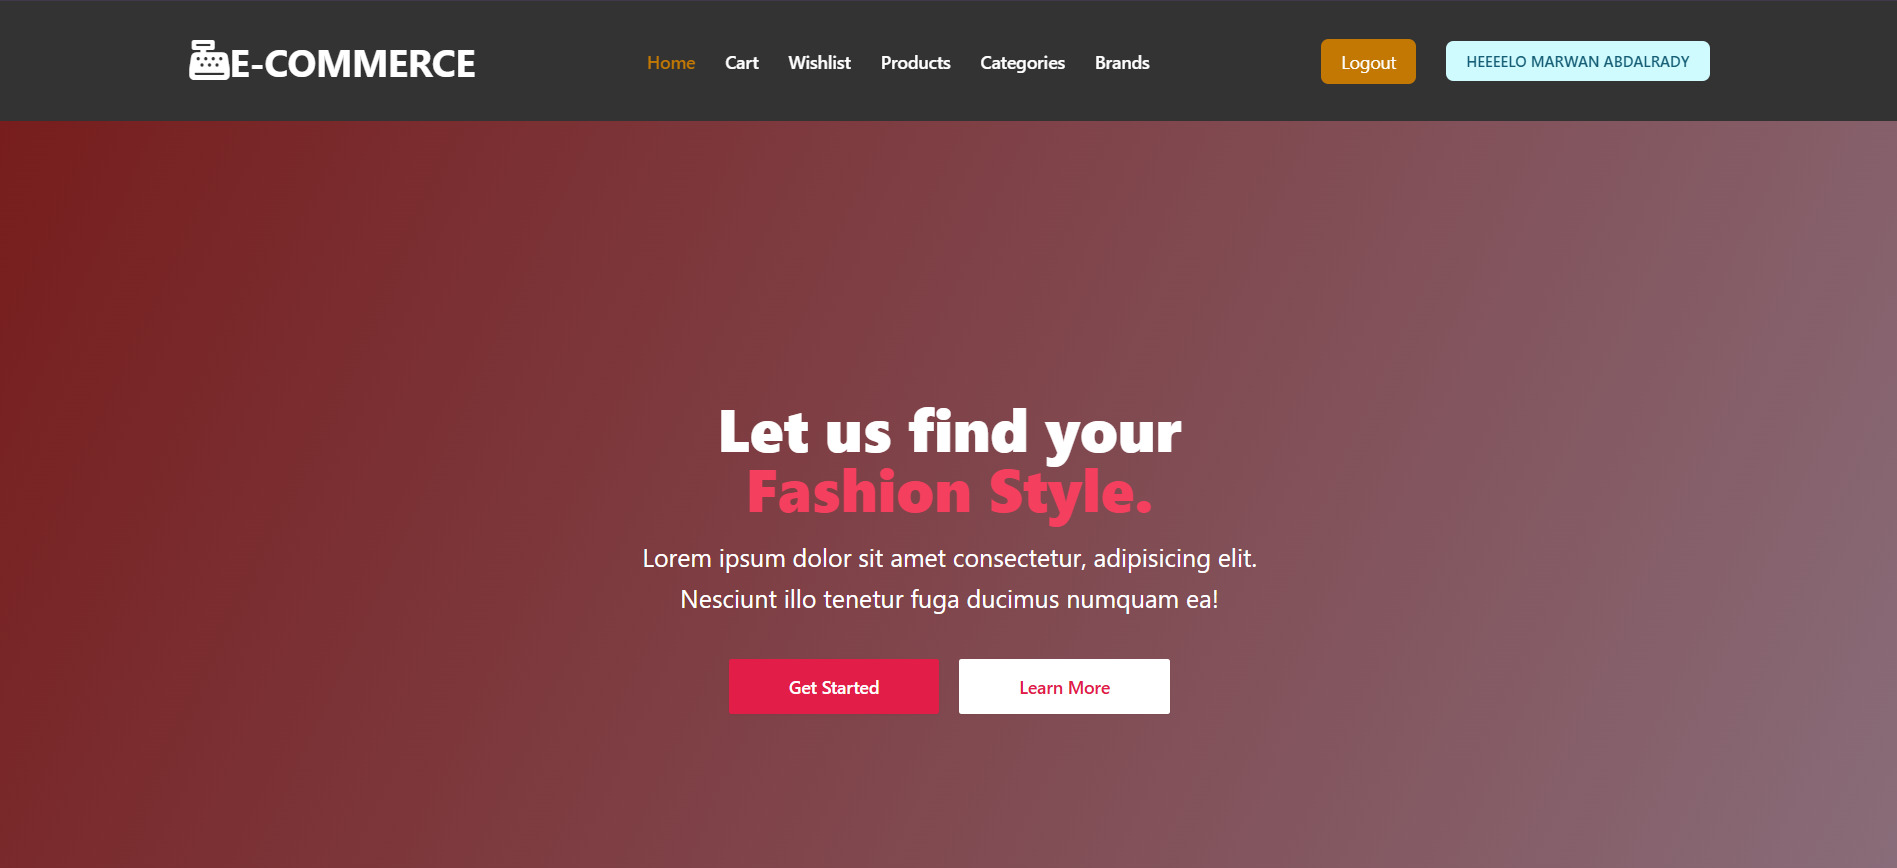 E-COMMERCE
Home Cart Wishlist Products Categories Brands
Logout
HEEEELO MARWAN ABDALRADY
Let us find your
Fashion Style.
Lorem ipsum dolor sit amet consectetur, adipisicing elit.
Nesciunt illo tenetur fuga ducimus numquam ea!
Get Started
Learn More